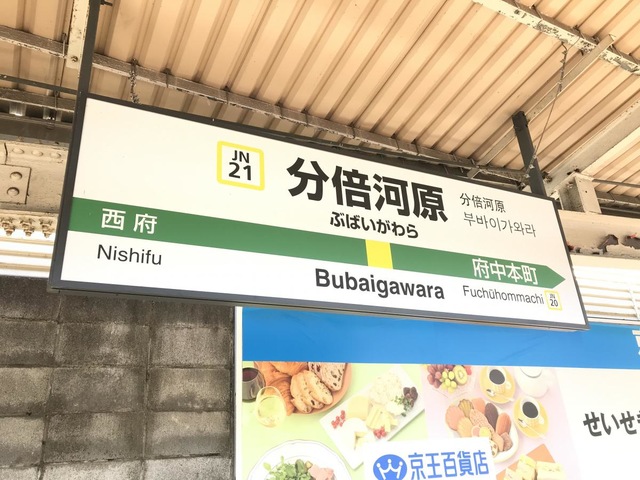 JN
21
分倍河原
ぶばいがわら
分倍河原
부바이가와라
西府
府中本町
Nishifu
Bubaigawara
Fuchūhommachi
JN
20
京王百貨店
せいせき